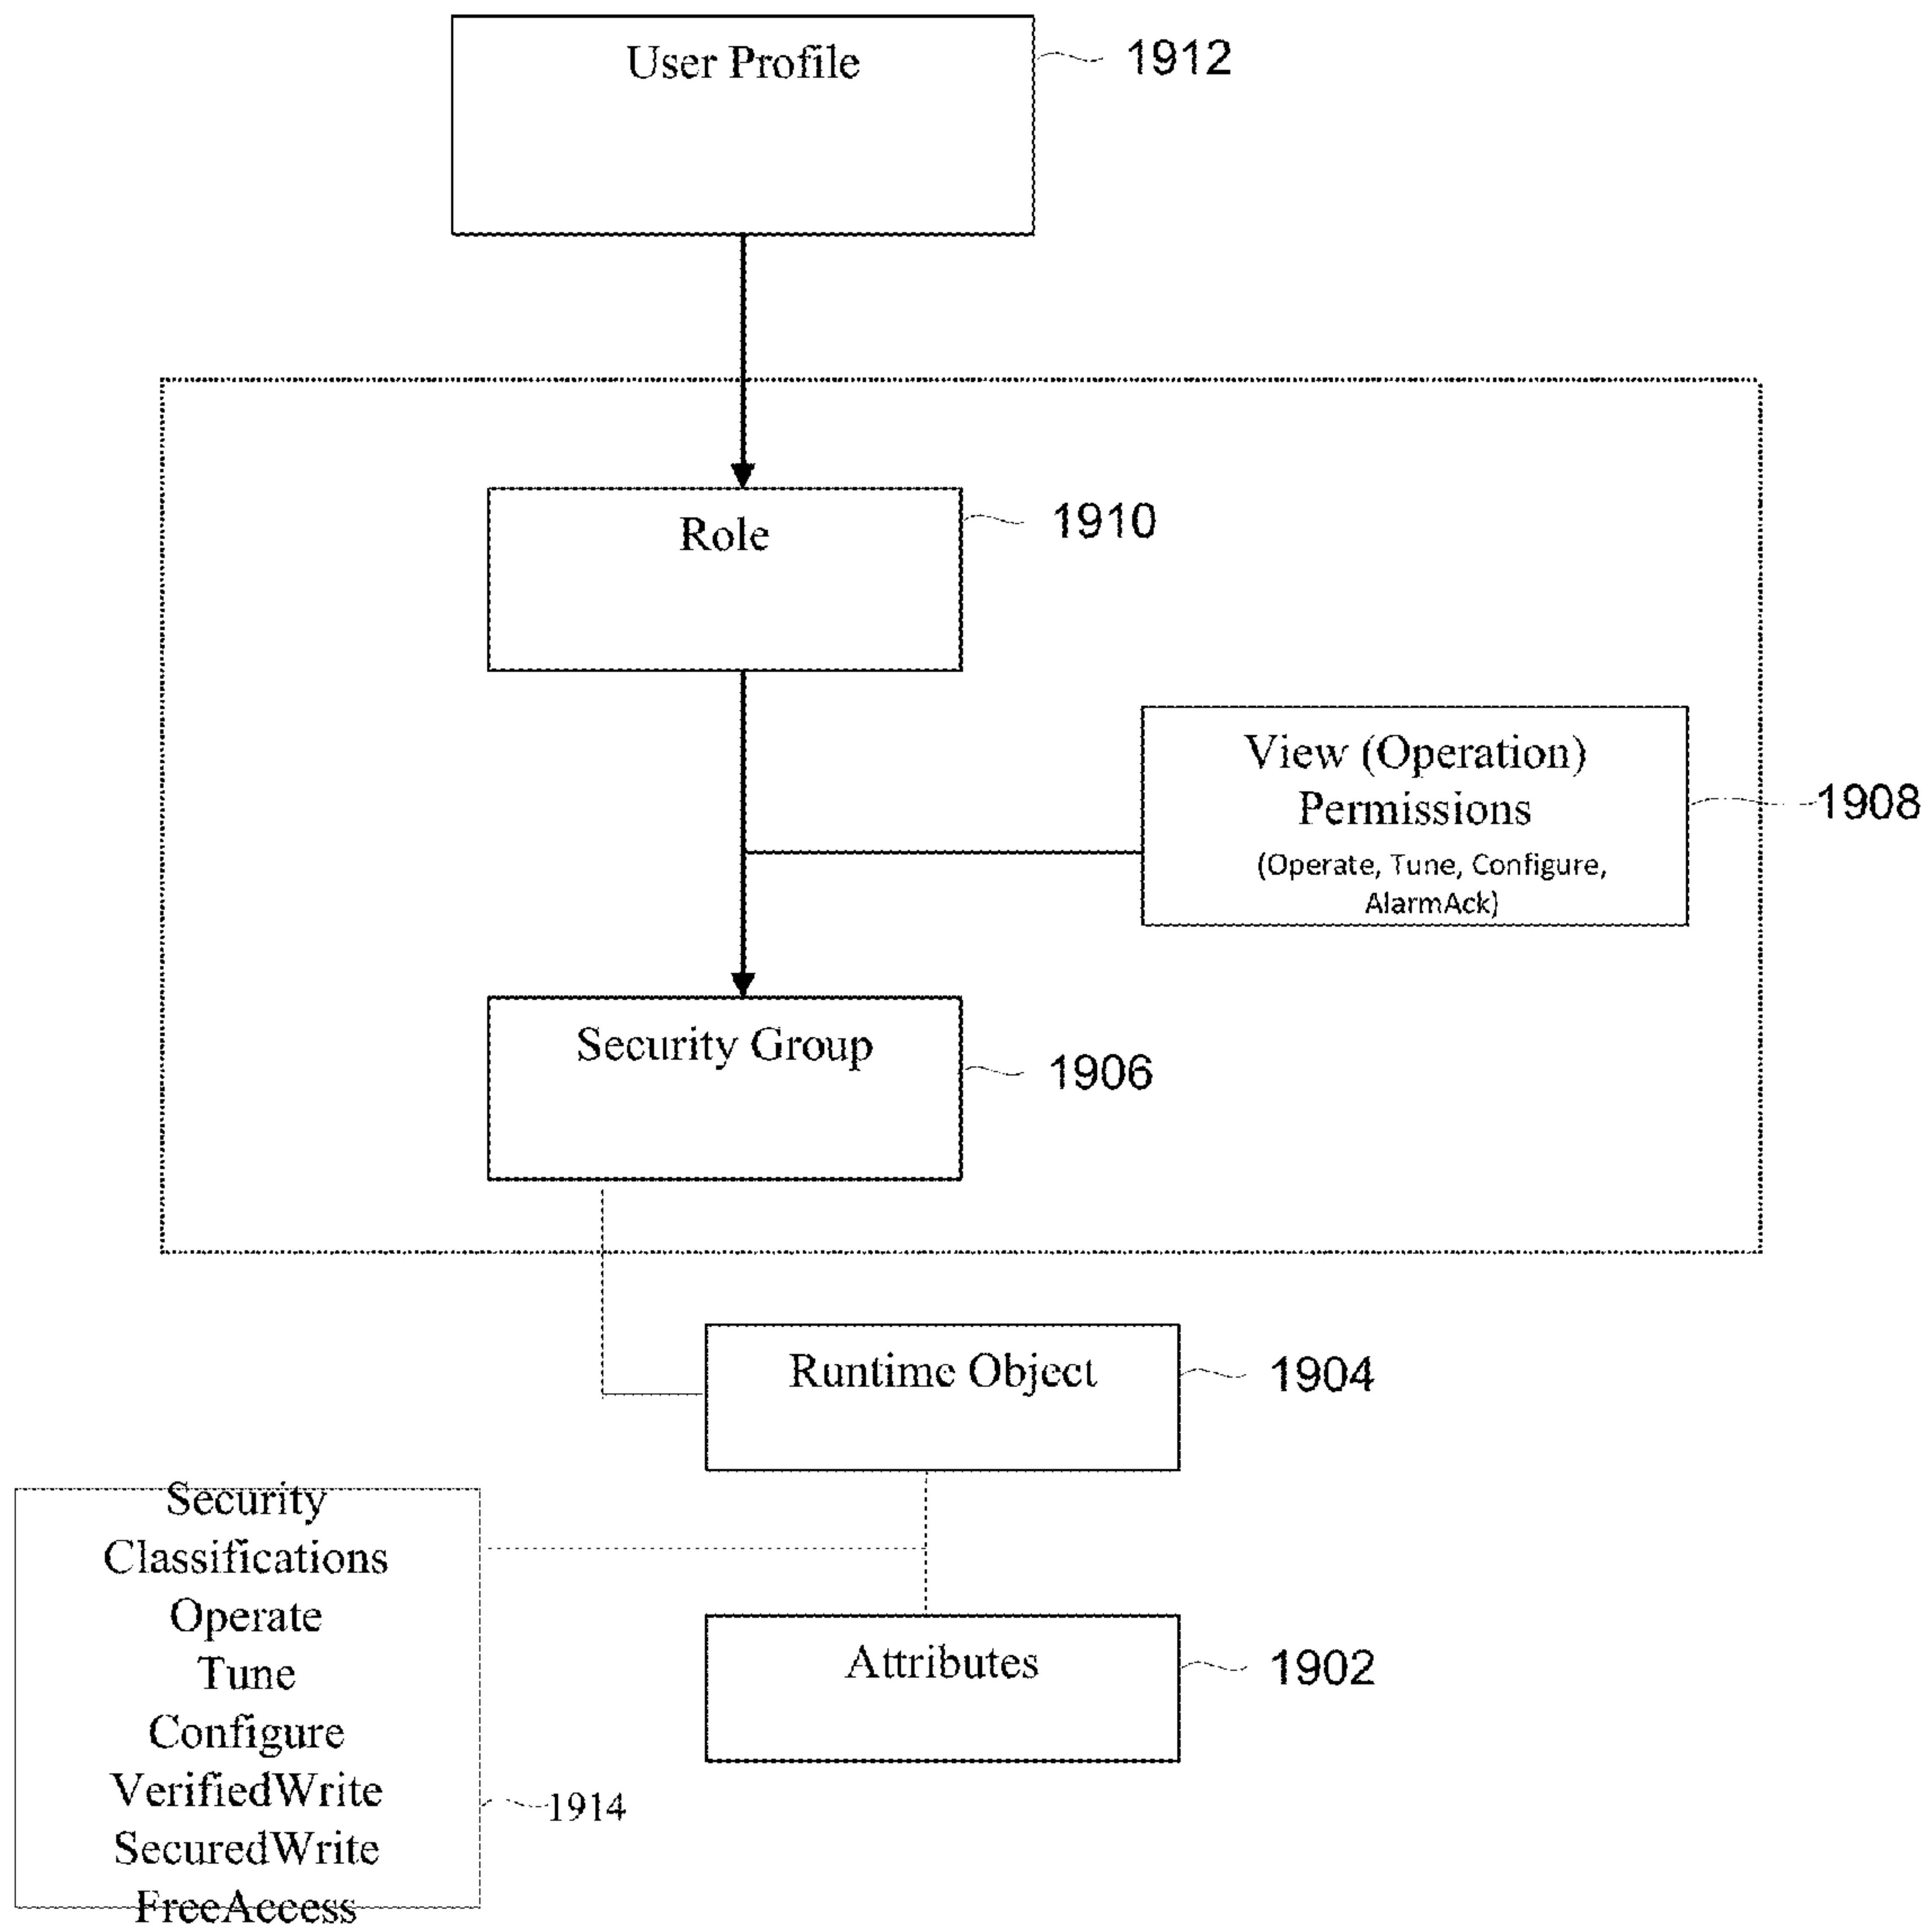 User Profile
1912
Role
1910
View (Operation)
Permissions
(Operate, Tune, Configure,
AlarmAck)
1908
Security Group
1906
Runtime Object
1904
Security
Classifications
Operate
Tune
Configure
VerifiedWrite
SecuredWrite
FreeAccess
1914
Attributes
1902